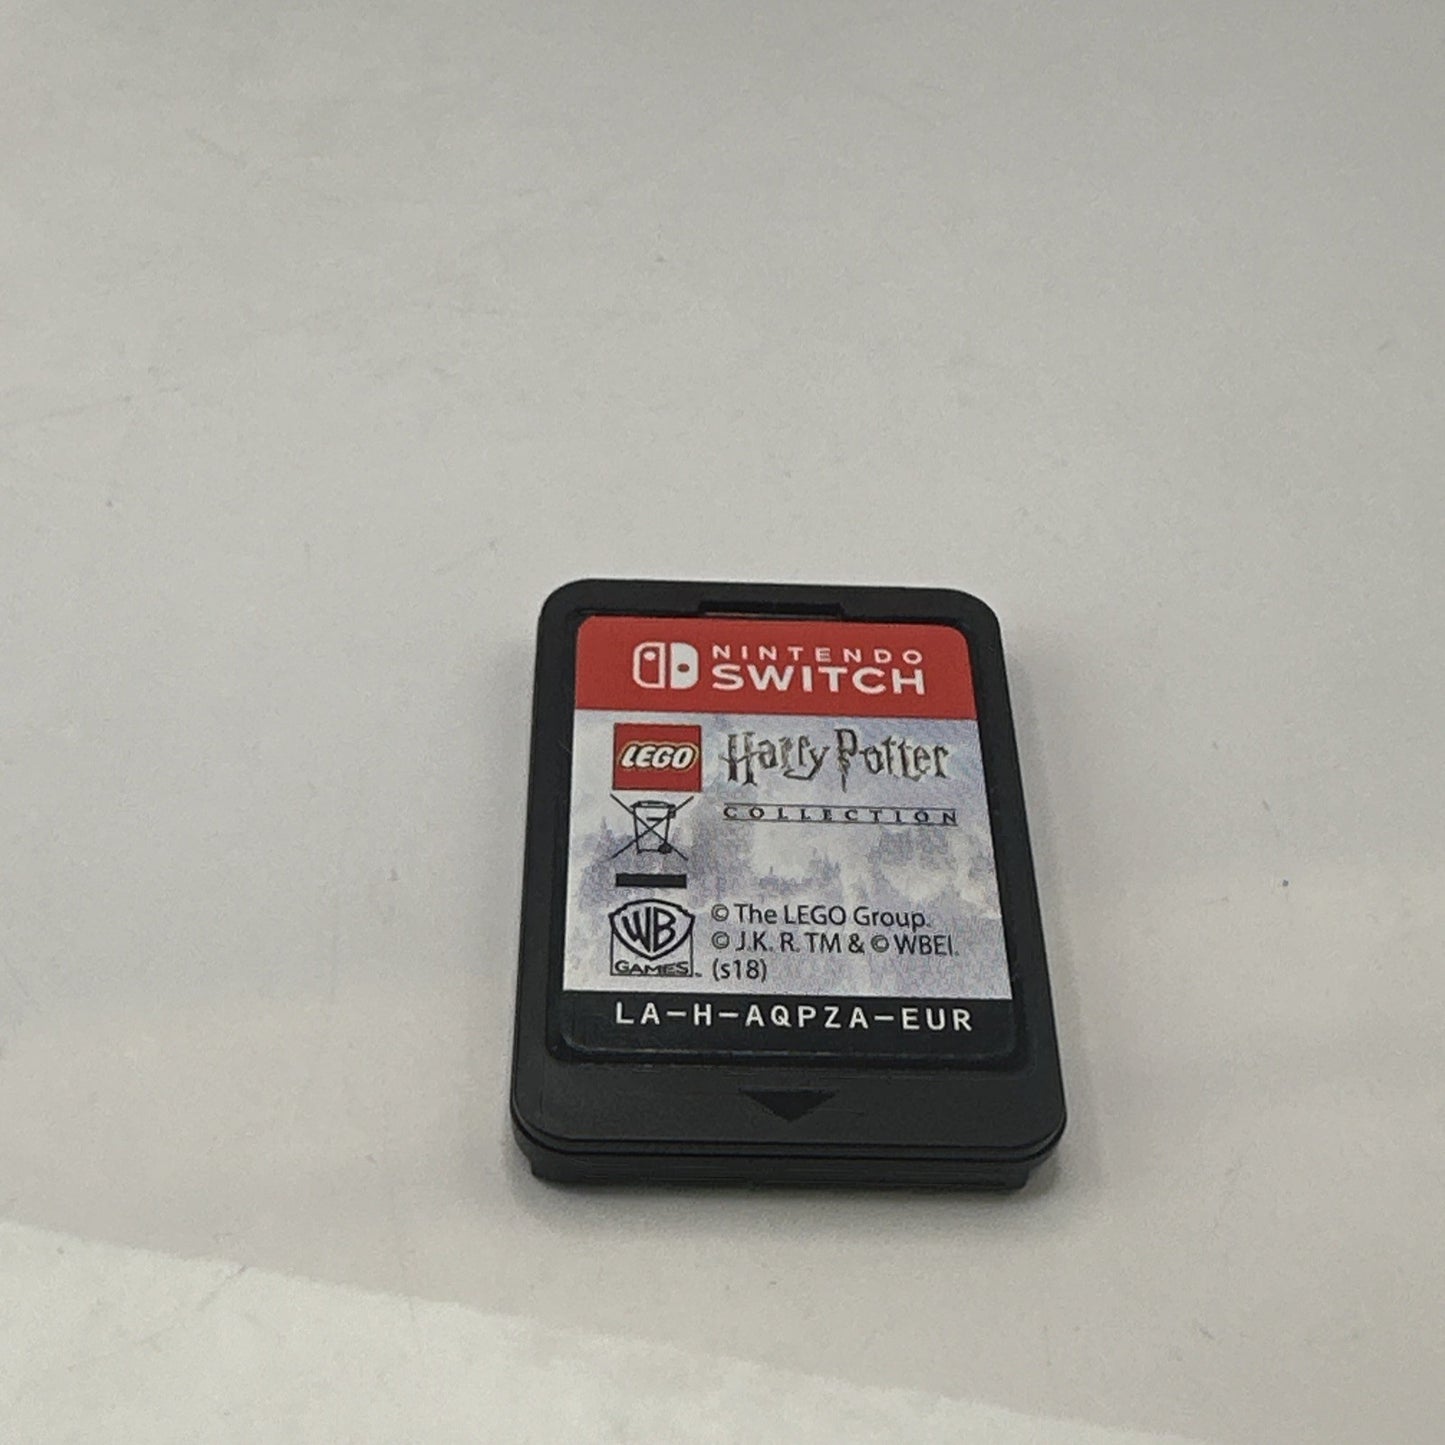 NINTENDO
SWITCH
LEGO Harry Potter
COLLECTION
WB
GAMES
© The LEGO Group.
© J.K. R. TM & © WBEI.
(s18)
LA-H-AQPZA-EUR